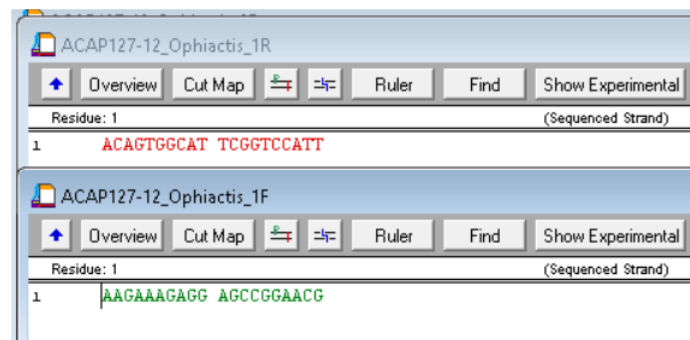 ACAP127-12_Ophiactis_1R
Overview Cut Map Ruler Find Show Experimental
Residue: 1 (Sequenced Strand)
1 ACAGTGGCAT TCGGTCCATT
ACAP127-12_Ophiactis_1F
Overview Cut Map Ruler Find Show Experimental
Residue: 1 (Sequenced Strand)
1 AAGAAAGAGG AGCCGGAACG